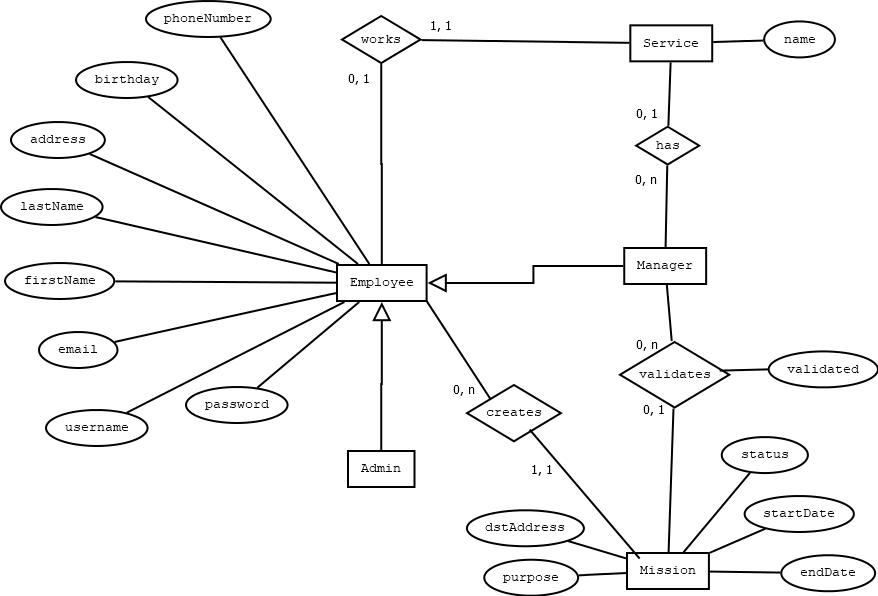 phoneNumber
works
1, 1
Service
name
birthday
0, 1
address
0, 1
has
0, n
lastName
firstName
Employee
Manager
email
0, n
validates
validated
username
password
0, n
creates
0, 1
Admin
1, 1
status
dstAddress
startDate
purpose
Mission
endDate